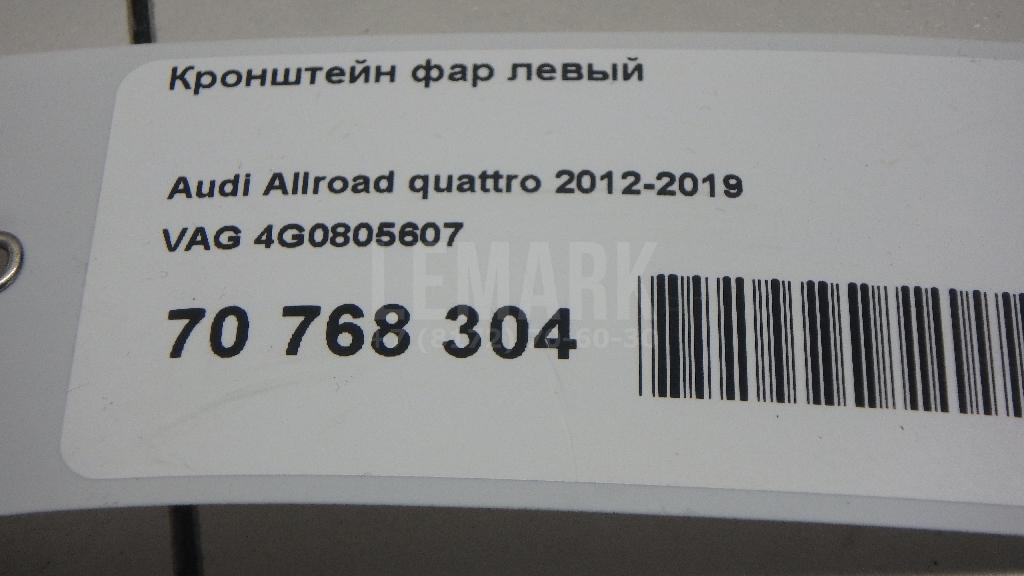 Кронштейн фар левый
Audi Allroad quattro 2012-2019
VAG 4G0805607
LEMARK
70 768 304